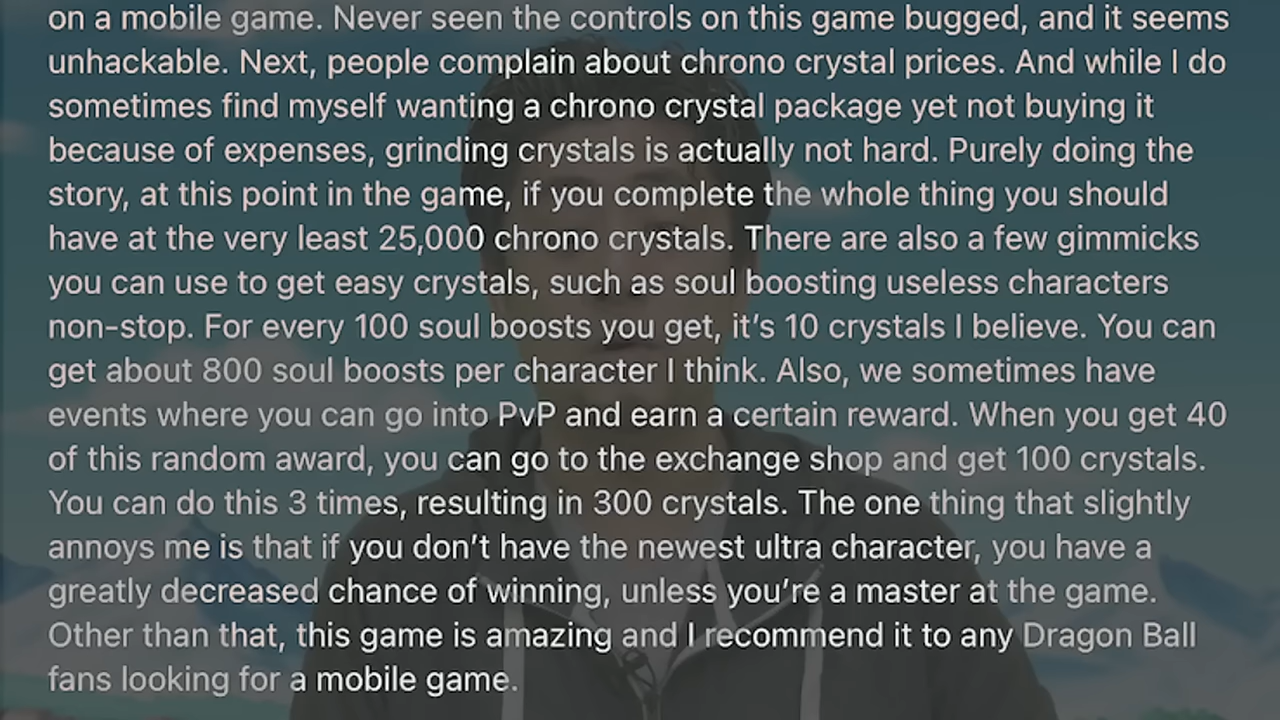 on a mobile game. Never seen the controls on this game bugged, and it seems
unhackable. Next, people complain about chrono crystal prices. And while I do
sometimes find myself wanting a chrono crystal package yet not buying it
because of expenses, grinding crystals is actually not hard. Purely doing the
story, at this point in the game, if you complete the whole thing you should
have at the very least 25,000 chrono crystals. There are also a few gimmicks
you can use to get easy crystals, such as soul boosting useless characters
non-stop. For every 100 soul boosts you get, it’s 10 crystals I believe. You can
get about 800 soul boosts per character I think. Also, we sometimes have
events where you can go into PvP and earn a certain reward. When you get 40
of this random award, you can go to the exchange shop and get 100 crystals.
You can do this 3 times, resulting in 300 crystals. The one thing that slightly
annoys me is that if you don’t have the newest ultra character, you have a
greatly decreased chance of winning, unless you’re a master at the game.
Other than that, this game is amazing and I recommend it to any Dragon Ball
fans looking for a mobile game.